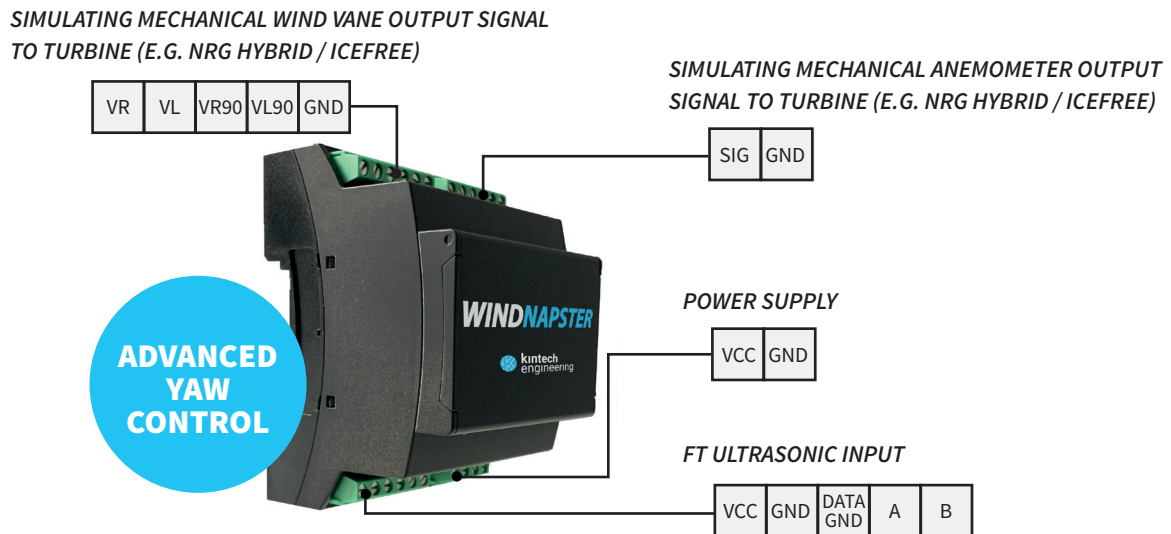 SIMULATING MECHANICAL WIND VANE OUTPUT SIGNAL
TO TURBINE (E.G. NRG HYBRID / ICEFREE)
VR VL VR90 VL90 GND
SIMULATING MECHANICAL ANEMOMETER OUTPUT
SIGNAL TO TURBINE (E.G. NRG HYBRID / ICEFREE)
SIG GND
WINDNAPSTER
kintech
engineering
ADVANCED
YAW
CONTROL
POWER SUPPLY
VCC GND
FT ULTRASONIC INPUT
VCC GND DATA GND A B